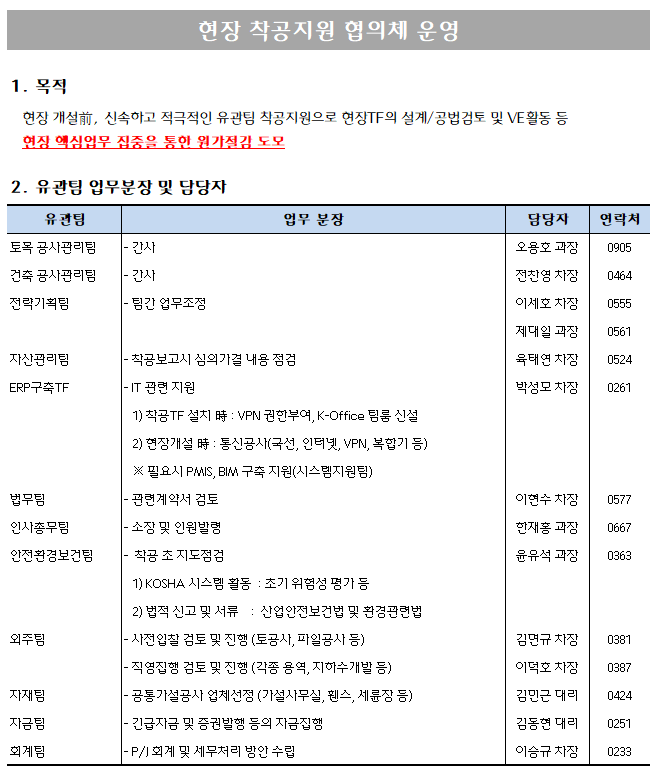 현장 착공지원 협의체 운영
1. 목적
현장 개설前, 신속하고 적극적인 유관팀 착공지원으로 현장TF의 설계/공법검토 및 VE활동 등
현장 핵심업무 집중을 통한 원가절감 도모
2. 유관팀 업무분장 및 담당자
유관팀 업무 분장 담당자 연락처
토목 공사관리팀 - 간사 오용호 과장 0905
건축 공사관리팀 - 간사 전찬영 차장 0464
전략기획팀 - 팀간 업무조정 이세호 차장 0555
제대일 과장 0561
자산관리팀 - 착공보고시 심의가결 내용 점검 육태연 차장 0524
ERP구축TF - IT 관련 지원 박성모 차장 0261
1) 착공TF 설치 時 : VPN 권한부여, K-Office 팀룸 신설
2) 현장개설 時 : 통신공사(국선, 인터넷, VPN, 복합기 등)
※ 필요시 PMIS, BIM 구축 지원(시스템지원팀)
법무팀 - 관련계약서 검토 이현수 차장 0577
인사총무팀 - 소장 및 인원발령 한재홍 과장 0667
안전환경보건팀 - 착공 초 지도점검 윤유석 과장 0363
1) KOSHA 시스템 활동 : 초기 위험성 평가 등
2) 법적 신고 및 서류 : 산업안전보건법 및 환경관련법
외주팀 - 사전입찰 검토 및 진행 (토공사, 파일공사 등) 김면규 차장 0381
- 직영집행 검토 및 진행 (각종 용역, 지하수개발 등) 이덕호 차장 0387
자재팀 - 공통가설공사 업체선정 (가설사무실, 휀스, 세륜장 등) 김민근 대리 0424
자금팀 - 긴급자금 및 증권발행 등의 자금집행 김동현 대리 0251
회계팀 - P/J 회계 및 세무처리 방안 수립 이승규 차장 0233